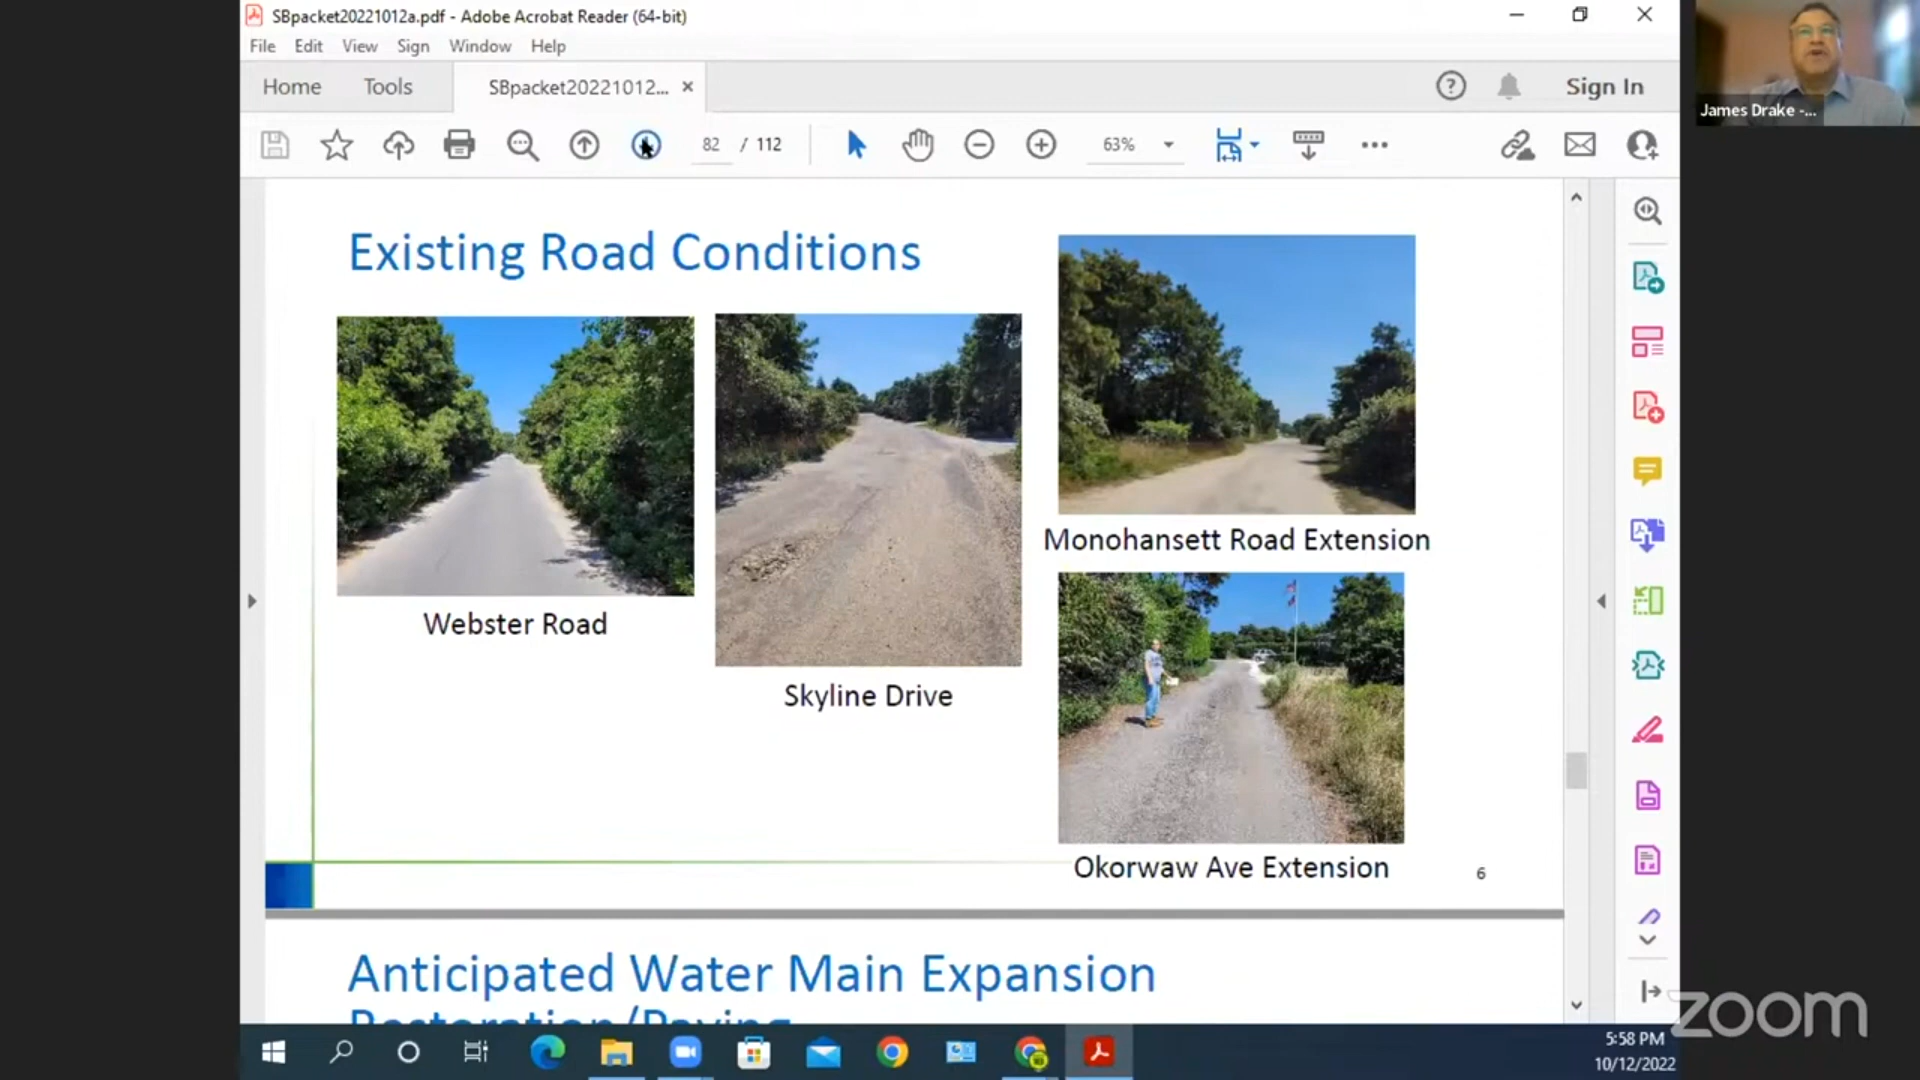 SBpacket20221012a.pdf - Adobe Acrobat Reader (64-bit)
File Edit View Sign Window Help
Home Tools SBpacket20221012... × Sign In
82 / 112 63%
James Drake -...
Existing Road Conditions
Webster Road
Skyline Drive
Monohansett Road Extension
Okorwaw Ave Extension
6
Anticipated Water Main Expansion
Restoration/Paving
zoom
5:58 PM
10/12/2022